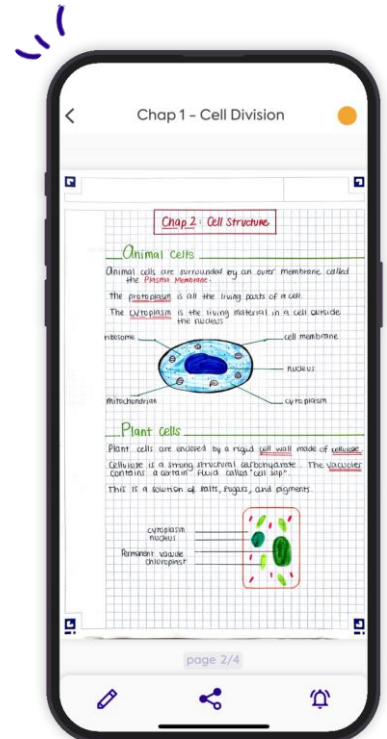 Chap 1 - Cell Division
Chap 2: Cell Structure
Animal cells
Animal cells are surrounded by an outer membrane called
the Plasma Membrane.
The protoplasm is all the living parts of a cell.
The cytoplasm is the living material in a cell outside
the nucleus
ribosome
cell membrane
nucleus
mitochondrias
cytoplasm
Plant cells
Plant cells are enclosed by a rigid cell wall made of cellulose.
Cellulose is a strong structural carbohydrate. The vacuoles
contains a certain fluid called "cell sap".
This is a solution of salts, sugars, and pigments.
cytoplasm
nucleus
Permanent vacuole
chloroplast
page 2/4